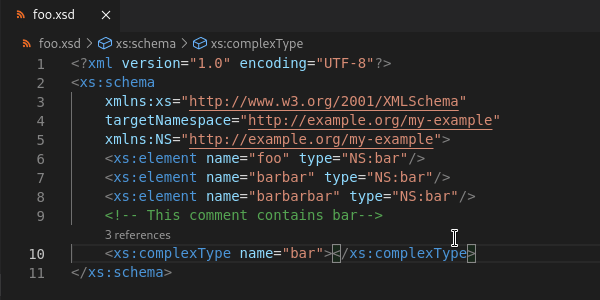 foo.xsd
foo.xsd > xs:schema > xs:complexType
1 <?xml version="1.0" encoding="UTF-8"?>
2 <xs:schema
3 xmlns:xs="http://www.w3.org/2001/XMLSchema"
4 targetNamespace="http://example.org/my-example"
5 xmlns:NS="http://example.org/my-example">
6 <xs:element name="foo" type="NS:bar"/>
7 <xs:element name="barbar" type="NS:bar"/>
8 <xs:element name="barbarbar" type="NS:bar"/>
9 <!-- This comment contains bar-->
3 references
10 <xs:complexType name="bar"></xs:complexType>
11 </xs:schema>